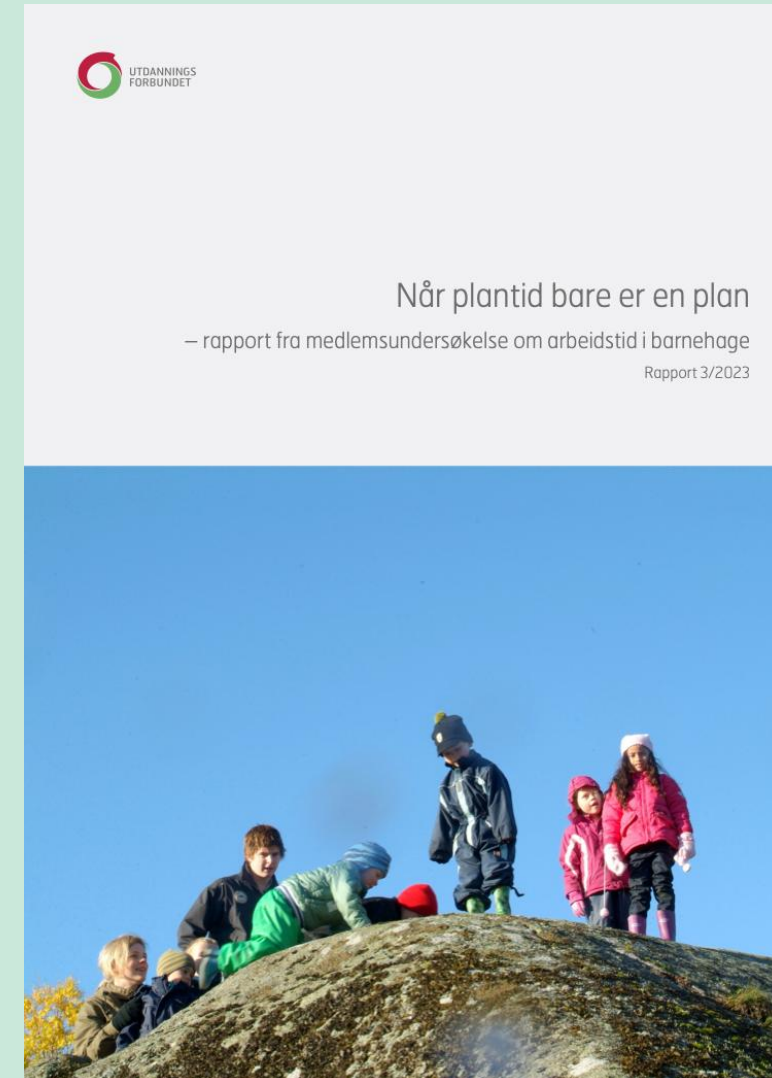 UTDANNINGS
FORBUNDET
Når plantid bare er en plan
– rapport fra medlemsundersøkelse om arbeidstid i barnehage
Rapport 3/2023